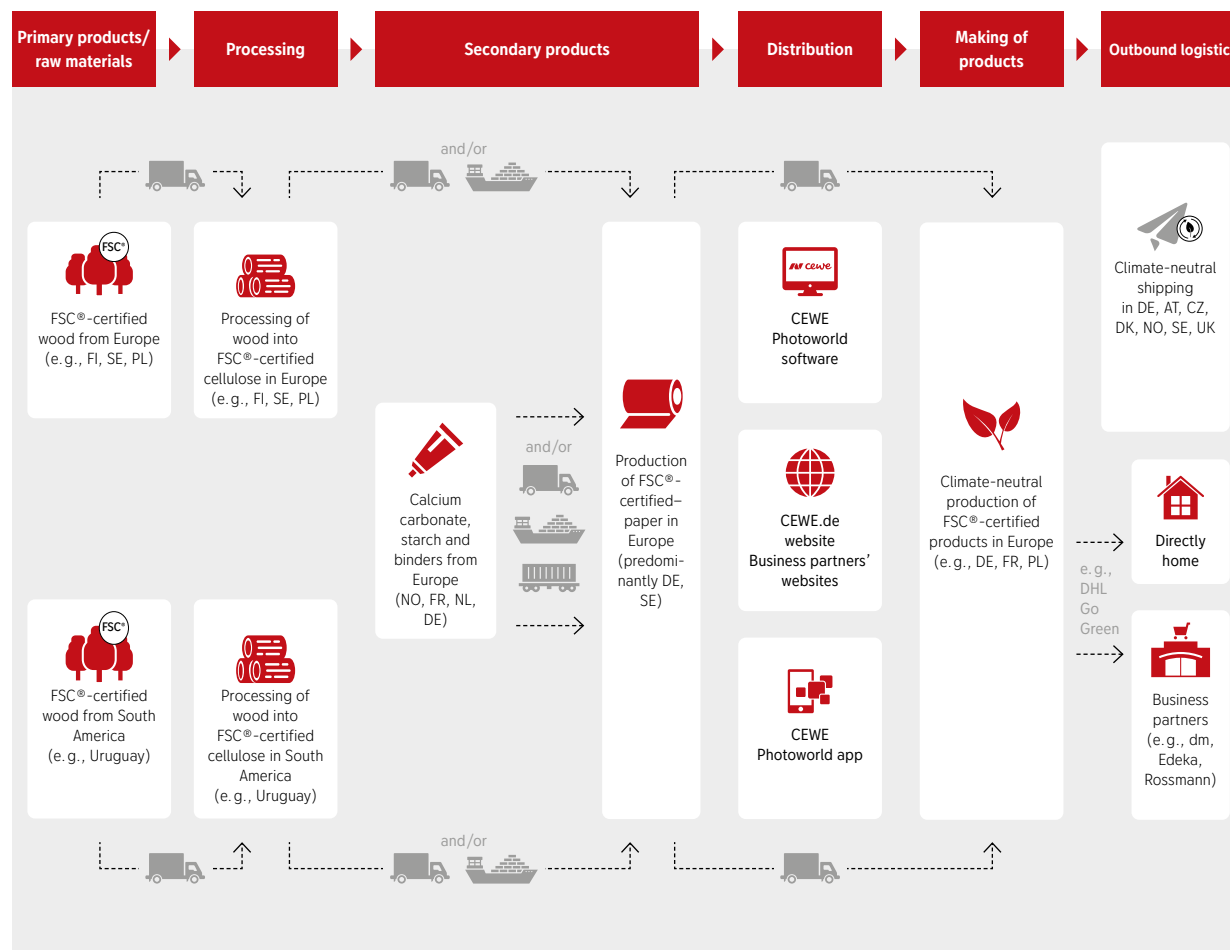 Primary products/
raw materials
Processing
Secondary products
Distribution
Making of
products
Outbound logistic
and/or
FSC®
FSC®-certified
wood from Europe
(e.g., FI, SE, PL)
Processing of
wood into
FSC®-certified
cellulose in Europe
(e.g., FI, SE, PL)
FSC®
FSC®-certified
wood from South
America
(e.g., Uruguay)
Processing of
wood into
FSC®-certified
cellulose in South
America
(e.g., Uruguay)
Calcium
carbonate,
starch and
binders from
Europe
(NO, FR, NL,
DE)
and/or
Production
of FSC®-
certified–
paper in
Europe
(predomi-
nantly DE,
SE)
cewe
CEWE
Photoworld
software
CEWE.de
website
Business partners’
websites
CEWE
Photoworld app
Climate-neutral
production of
FSC®-certified
products in Europe
(e.g., DE, FR, PL)
Climate-neutral
shipping
in DE, AT, CZ,
DK, NO, SE, UK
e.g.,
DHL
Go
Green
Directly
home
Business
partners
(e.g., dm,
Edeka,
Rossmann)
and/or